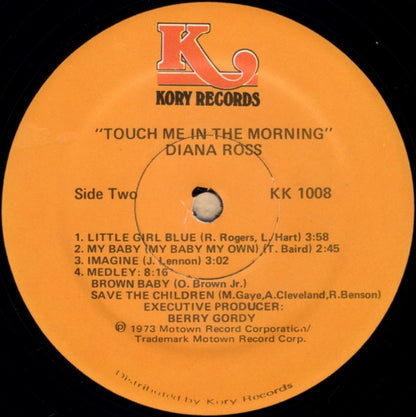 K
KORY RECORDS
"TOUCH ME IN THE MORNING"
DIANA ROSS
Side Two KK 1008
1. LITTLE GIRL BLUE (R. Rogers, L. Hart) 3:58
2. MY BABY (MY BABY MY OWN) (T. Baird) 2:45
3. IMAGINE (J. Lennon) 3:02
4. MEDLEY: 8:16
BROWN BABY (O. Brown Jr.)
SAVE THE CHILDREN (M.Gaye,A.Cleveland,R.Benson)
EXECUTIVE PRODUCER:
BERRY GORDY
℗ 1973 Motown Record Corporation/
Trademark Motown Record Corp.
Distributed by Kory Records